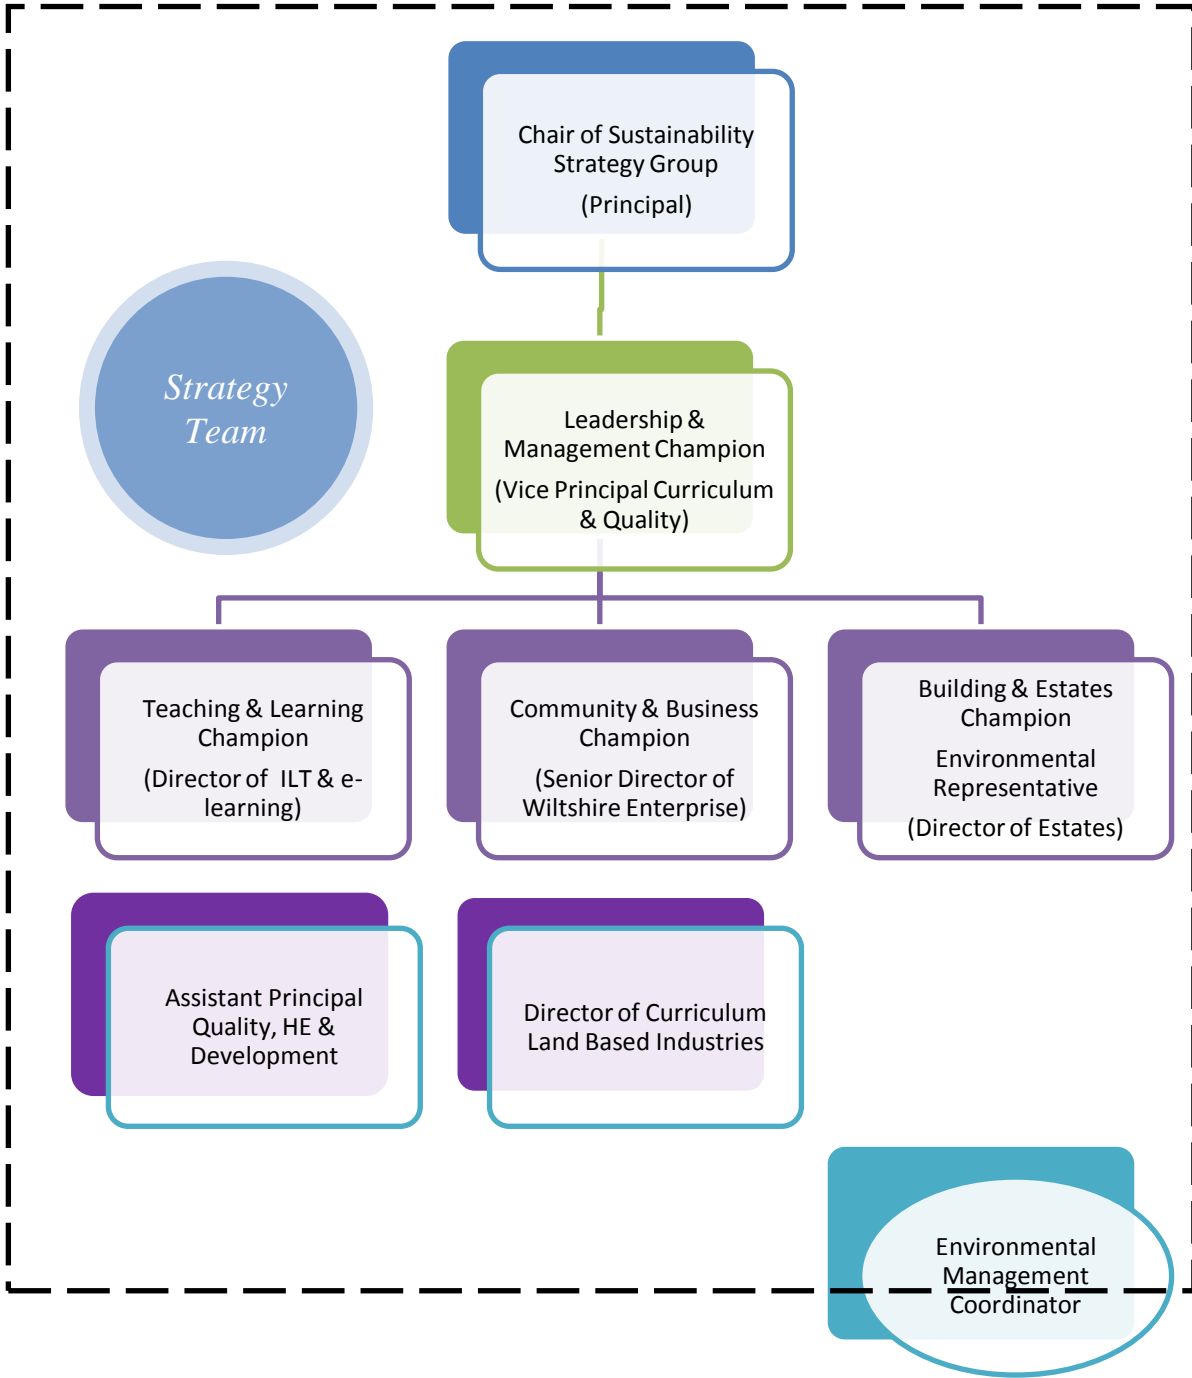 Chair of Sustainability
Strategy Group
(Principal)
Strategy
Team
Leadership &
Management Champion
(Vice Principal Curriculum
& Quality)
Teaching & Learning
Champion
(Director of ILT & e-
learning)
Community & Business
Champion
(Senior Director of
Wiltshire Enterprise)
Building & Estates
Champion
Environmental
Representative
(Director of Estates)
Assistant Principal
Quality, HE &
Development
Director of Curriculum
Land Based Industries
Environmental
Management
Coordinator